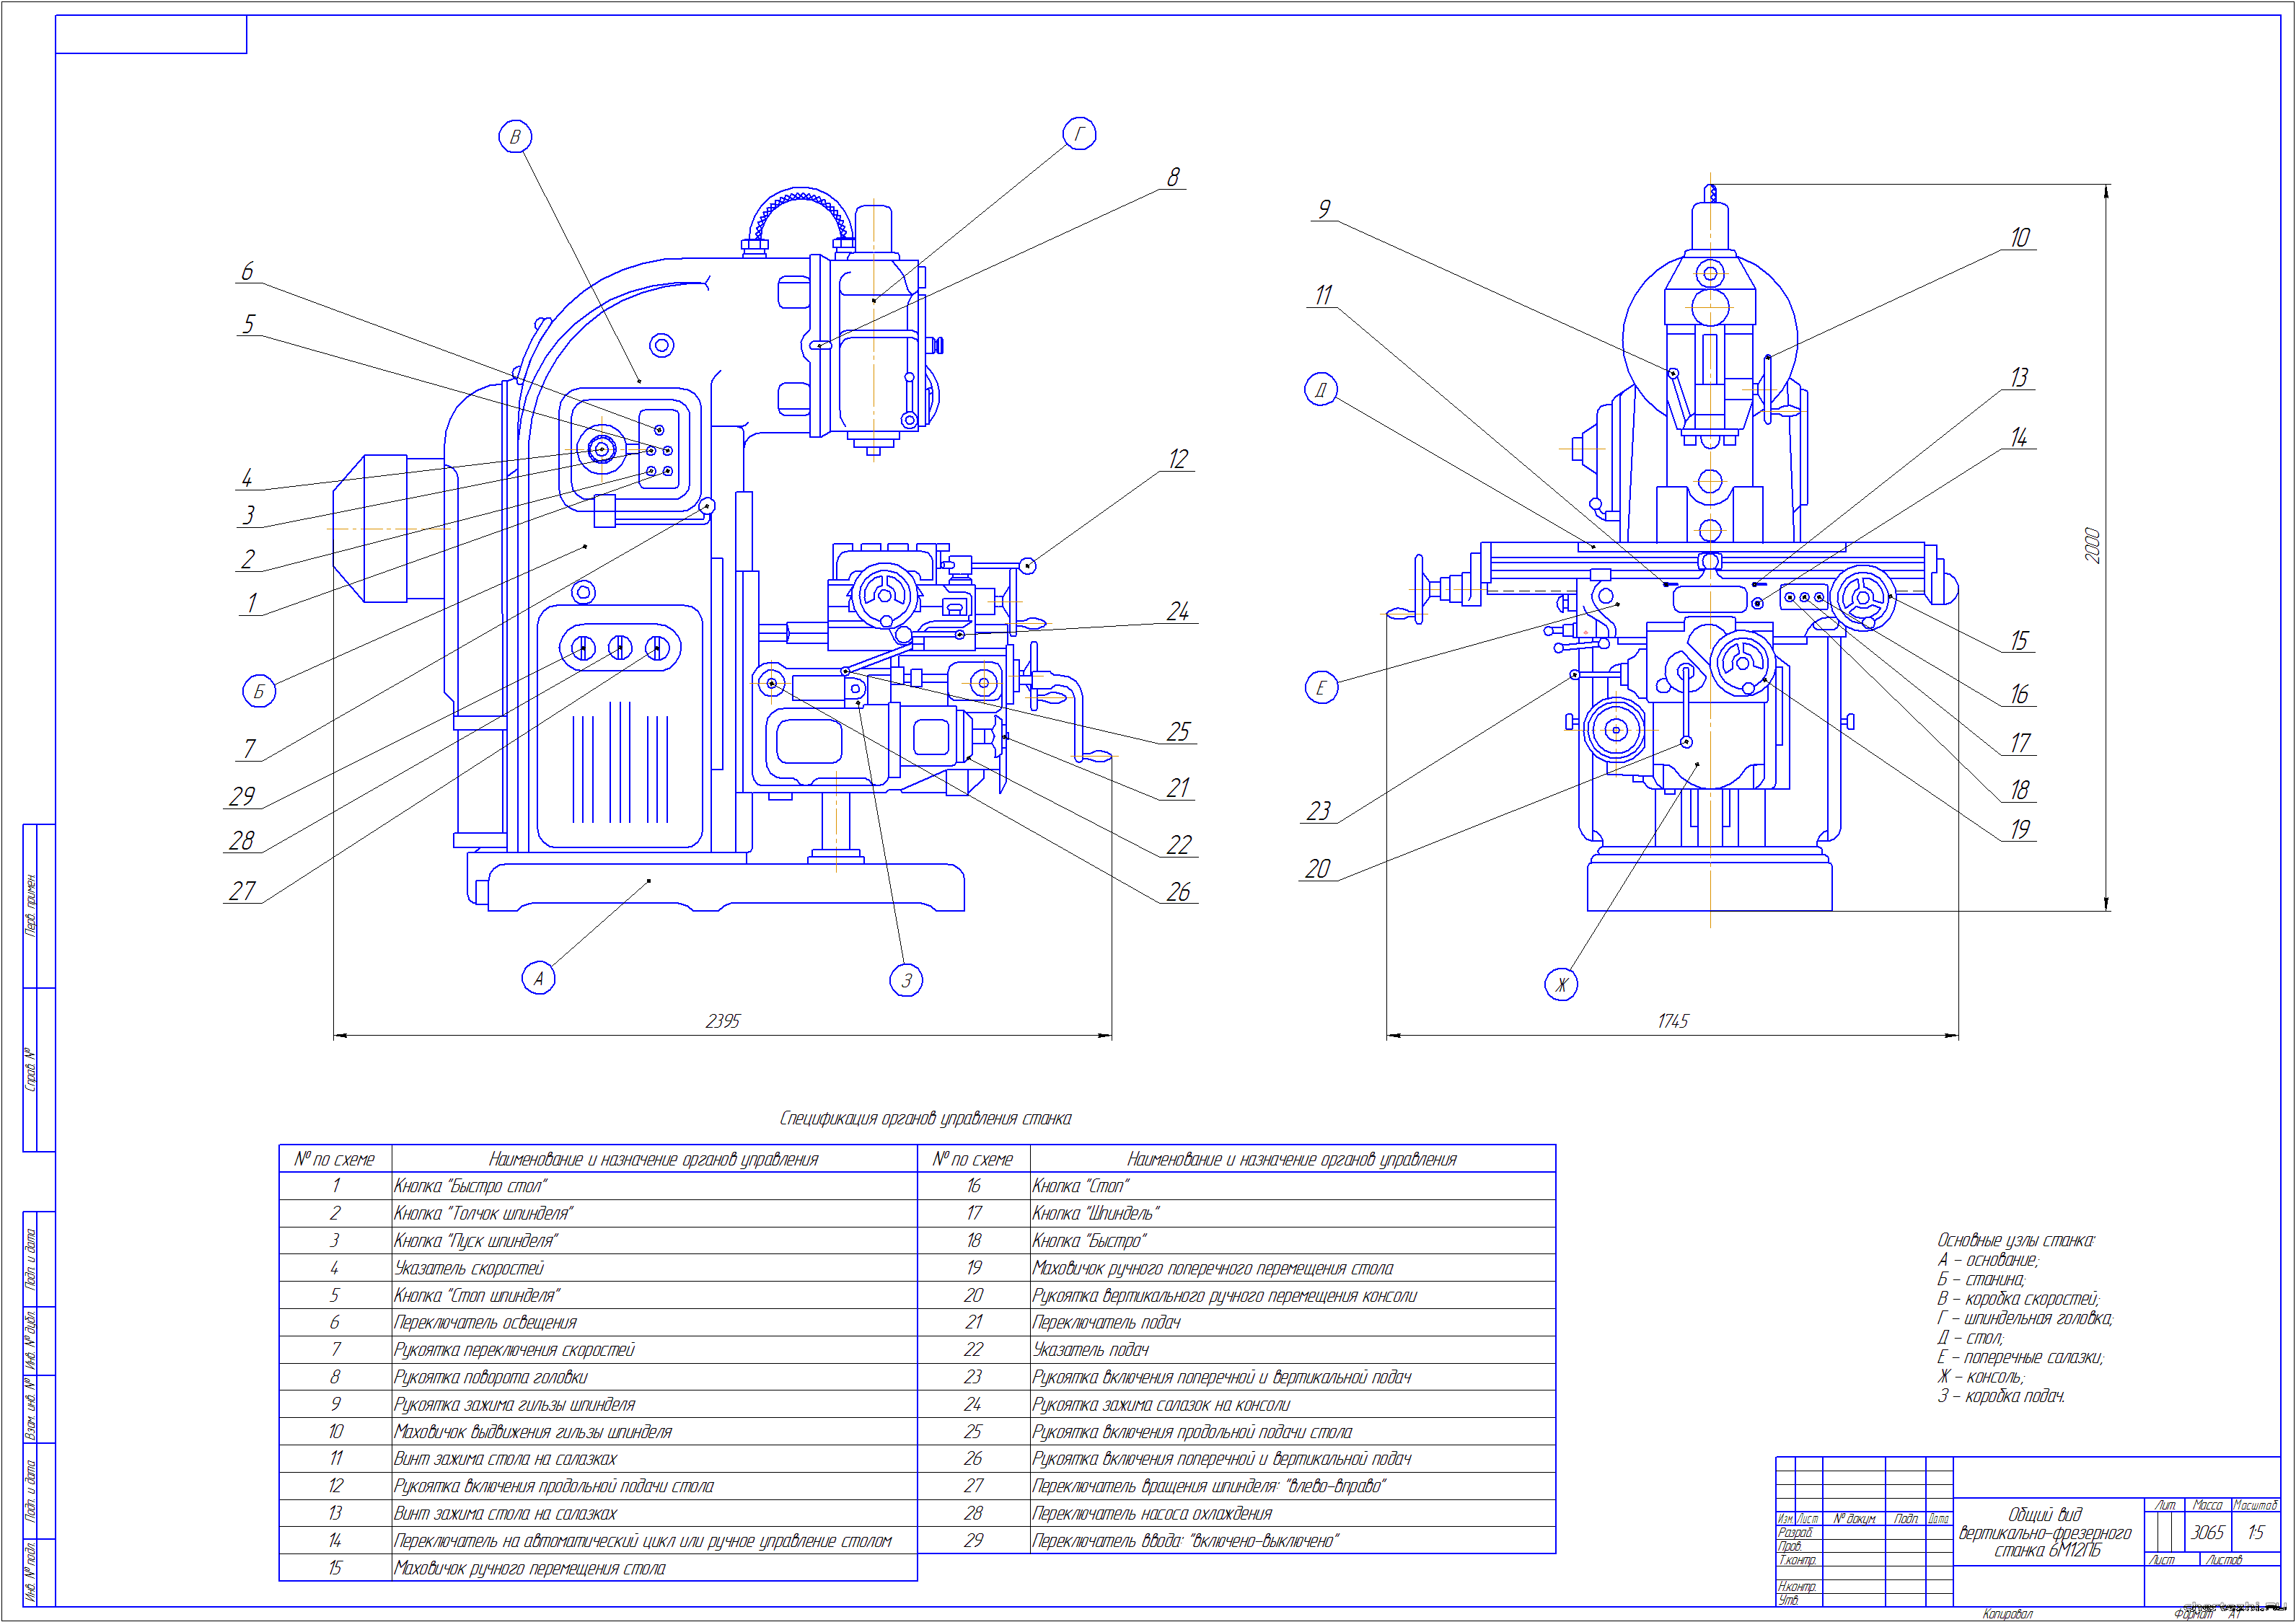 В
Г
8
9
10
6
11
5
Д
13
14
4
12
3
2
1
24
Б
Е
15
16
7
25
17
29
21
23
18
28
22
19
27
26
20
А
З
Ж
2395
1745
2000
Спецификация органов управления станка
№ по схеме Наименование и назначение органов управления № по схеме Наименование и назначение органов управления
1 Кнопка "Быстро стол" 16 Кнопка "Стоп"
2 Кнопка "Толчок шпинделя" 17 Кнопка "Шпиндель"
3 Кнопка "Пуск шпинделя" 18 Кнопка "Быстро"
4 Указатель скоростей 19 Маховичок ручного поперечного перемещения стола
5 Кнопка "Стоп шпинделя" 20 Рукоятка вертикального ручного перемещения консоли
6 Переключатель освещения 21 Переключатель подач
7 Рукоятка переключения скоростей 22 Указатель подач
8 Рукоятка поворота головки 23 Рукоятка включения поперечной и вертикальной подач
9 Рукоятка зажима гильзы шпинделя 24 Рукоятка зажима салазок на консоли
10 Маховичок выдвижения гильзы шпинделя 25 Рукоятка включения продольной подачи стола
11 Винт зажима стола на салазках 26 Рукоятка включения поперечной и вертикальной подач
12 Рукоятка включения продольной подачи стола 27 Переключатель вращения шпинделя: "влево-вправо"
13 Винт зажима стола на салазках 28 Переключатель насоса охлаждения
14 Переключатель на автоматический цикл или ручное управление столом 29 Переключатель ввода: "включено-выключено"
15 Маховичок ручного перемещения стола
Основные узлы станка:
А – основание;
Б – станина;
В – коробка скоростей;
Г – шпиндельная головка;
Д – стол;
Е – поперечные салазки;
Ж – консоль;
З – коробка подач.
Перв. примен.
Справ. №
Подп. и дата
Инв. № дубл.
Взам. инв. №
Подп. и дата
Инв. № подл.
Изм. Лист № докум. Подп. Дата
Разраб.
Пров.
Т.контр.
Н.контр.
Утв.
Общий вид
вертикально-фрезерного
станка 6М12ПБ
Лит. Масса Масштаб
3065 1:5
Лист Листов
Копировал
Формат А1